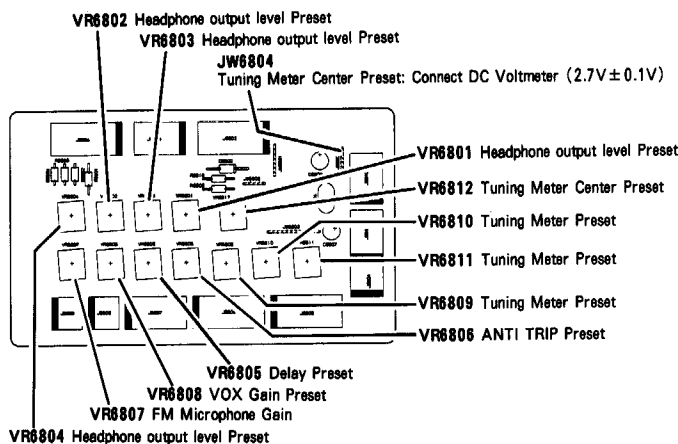 VR6802 Headphone output level Preset
VR6803 Headphone output level Preset
JW6804
Tuning Meter Center Preset: Connect DC Voltmeter (2.7V±0.1V)
VR6801 Headphone output level Preset
VR6812 Tuning Meter Center Preset
VR6810 Tuning Meter Preset
VR6811 Tuning Meter Preset
VR6809 Tuning Meter Preset
VR6806 ANTI TRIP Preset
VR6805 Delay Preset
VR6808 VOX Gain Preset
VR6807 FM Microphone Gain
VR6804 Headphone output level Preset